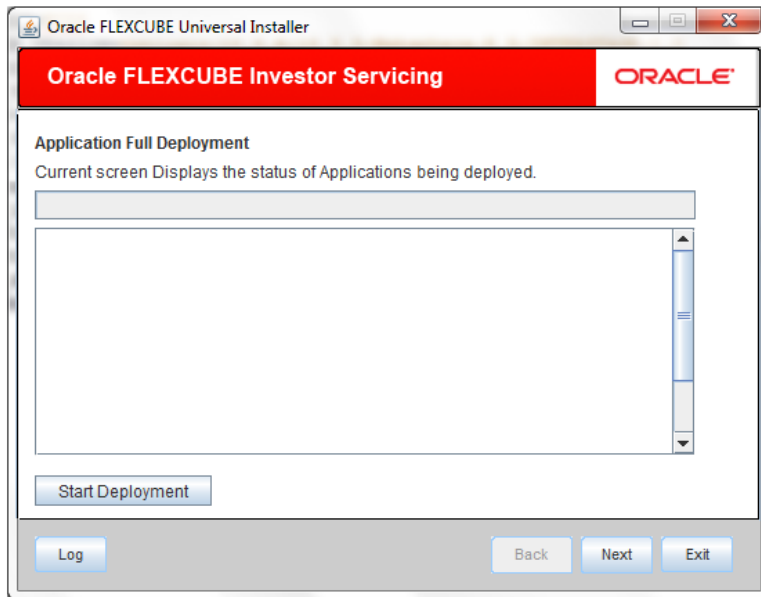 Oracle FLEXCUBE Universal Installer
Oracle FLEXCUBE Investor Servicing
ORACLE
Application Full Deployment
Current screen Displays the status of Applications being deployed.
Start Deployment
Log
Back
Next
Exit